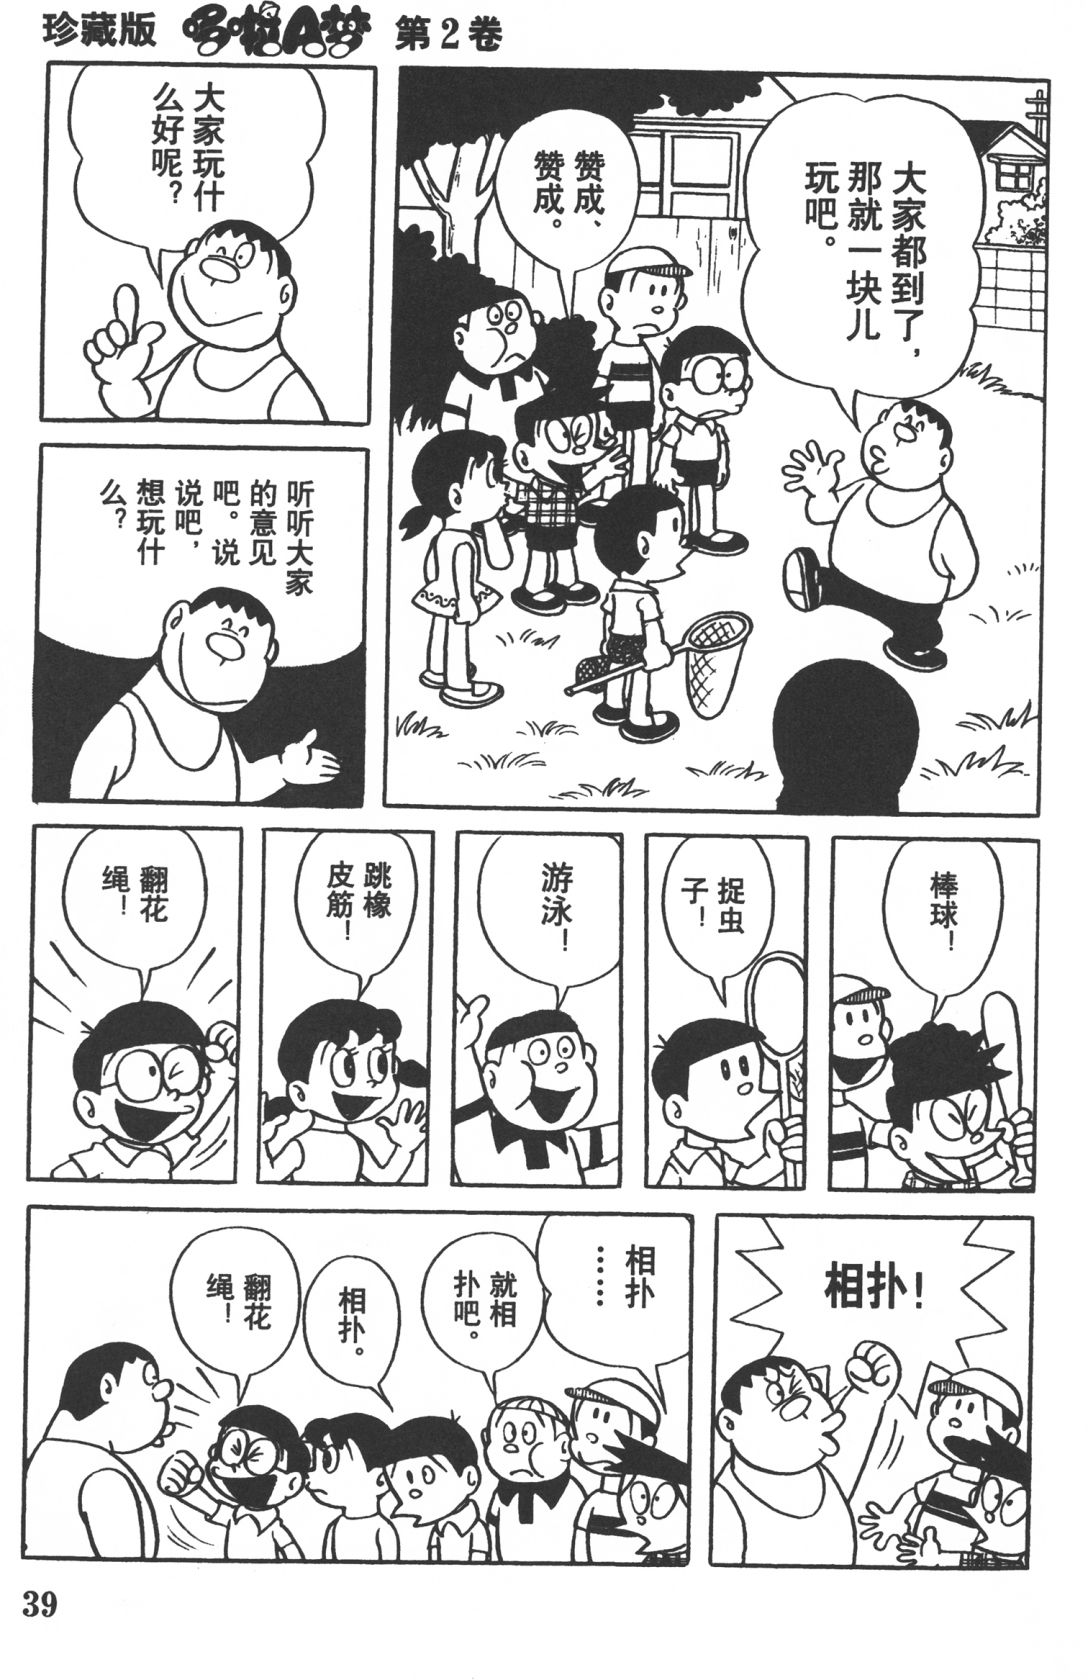 珍藏版 哆啦A梦 第2卷
大家都到了，
那就一块儿
玩吧。
赞成、
赞成。
大家玩什
么好呢？
听听大家
的意见
吧。说
说吧，
想玩什
么？
棒球！
捉虫
子！
游泳！
跳橡
皮筋！
翻花
绳！
相扑！
相扑
……
就相
扑吧。
相扑。
翻花
绳！
39